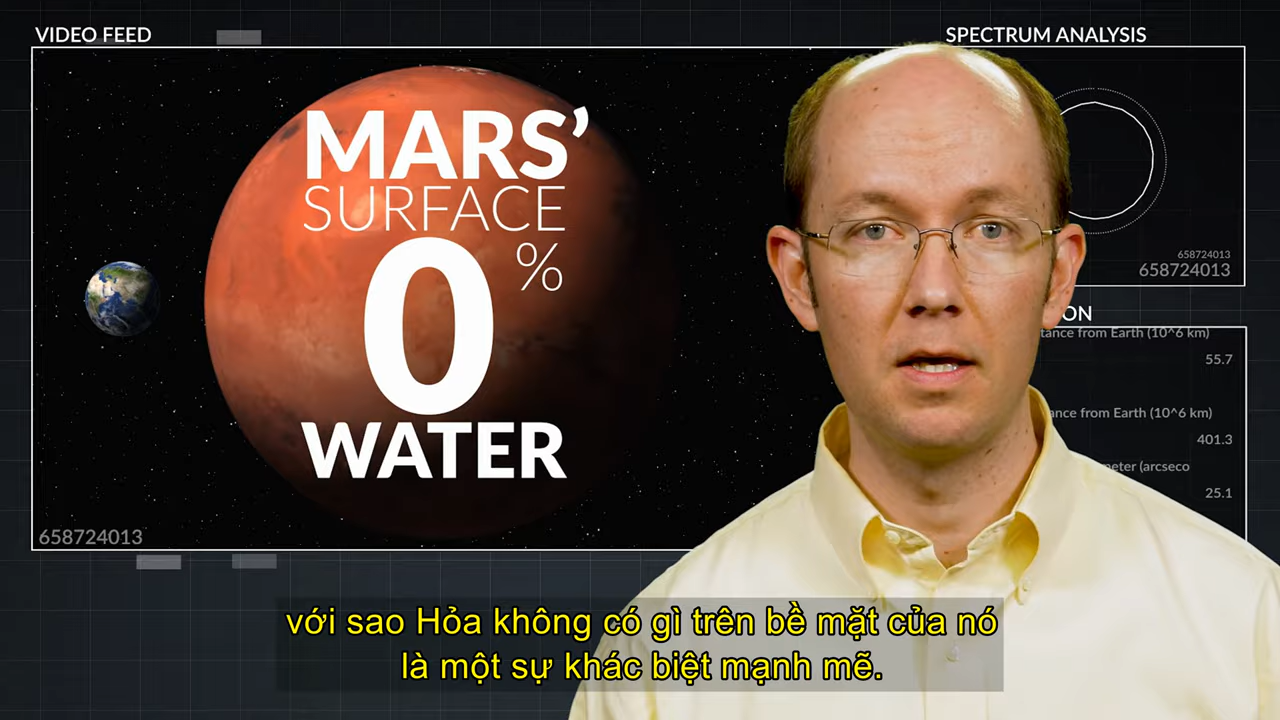 VIDEO FEED
SPECTRUM ANALYSIS
MARS'
SURFACE
0
%
WATER
658724013
658724013
658724013
ON
tance from Earth (10^6 km)
55.7
ance from Earth (10^6 km)
401.3
meter (arcseco
25.1
với sao Hỏa không có gì trên bề mặt của nó
là một sự khác biệt mạnh mẽ.